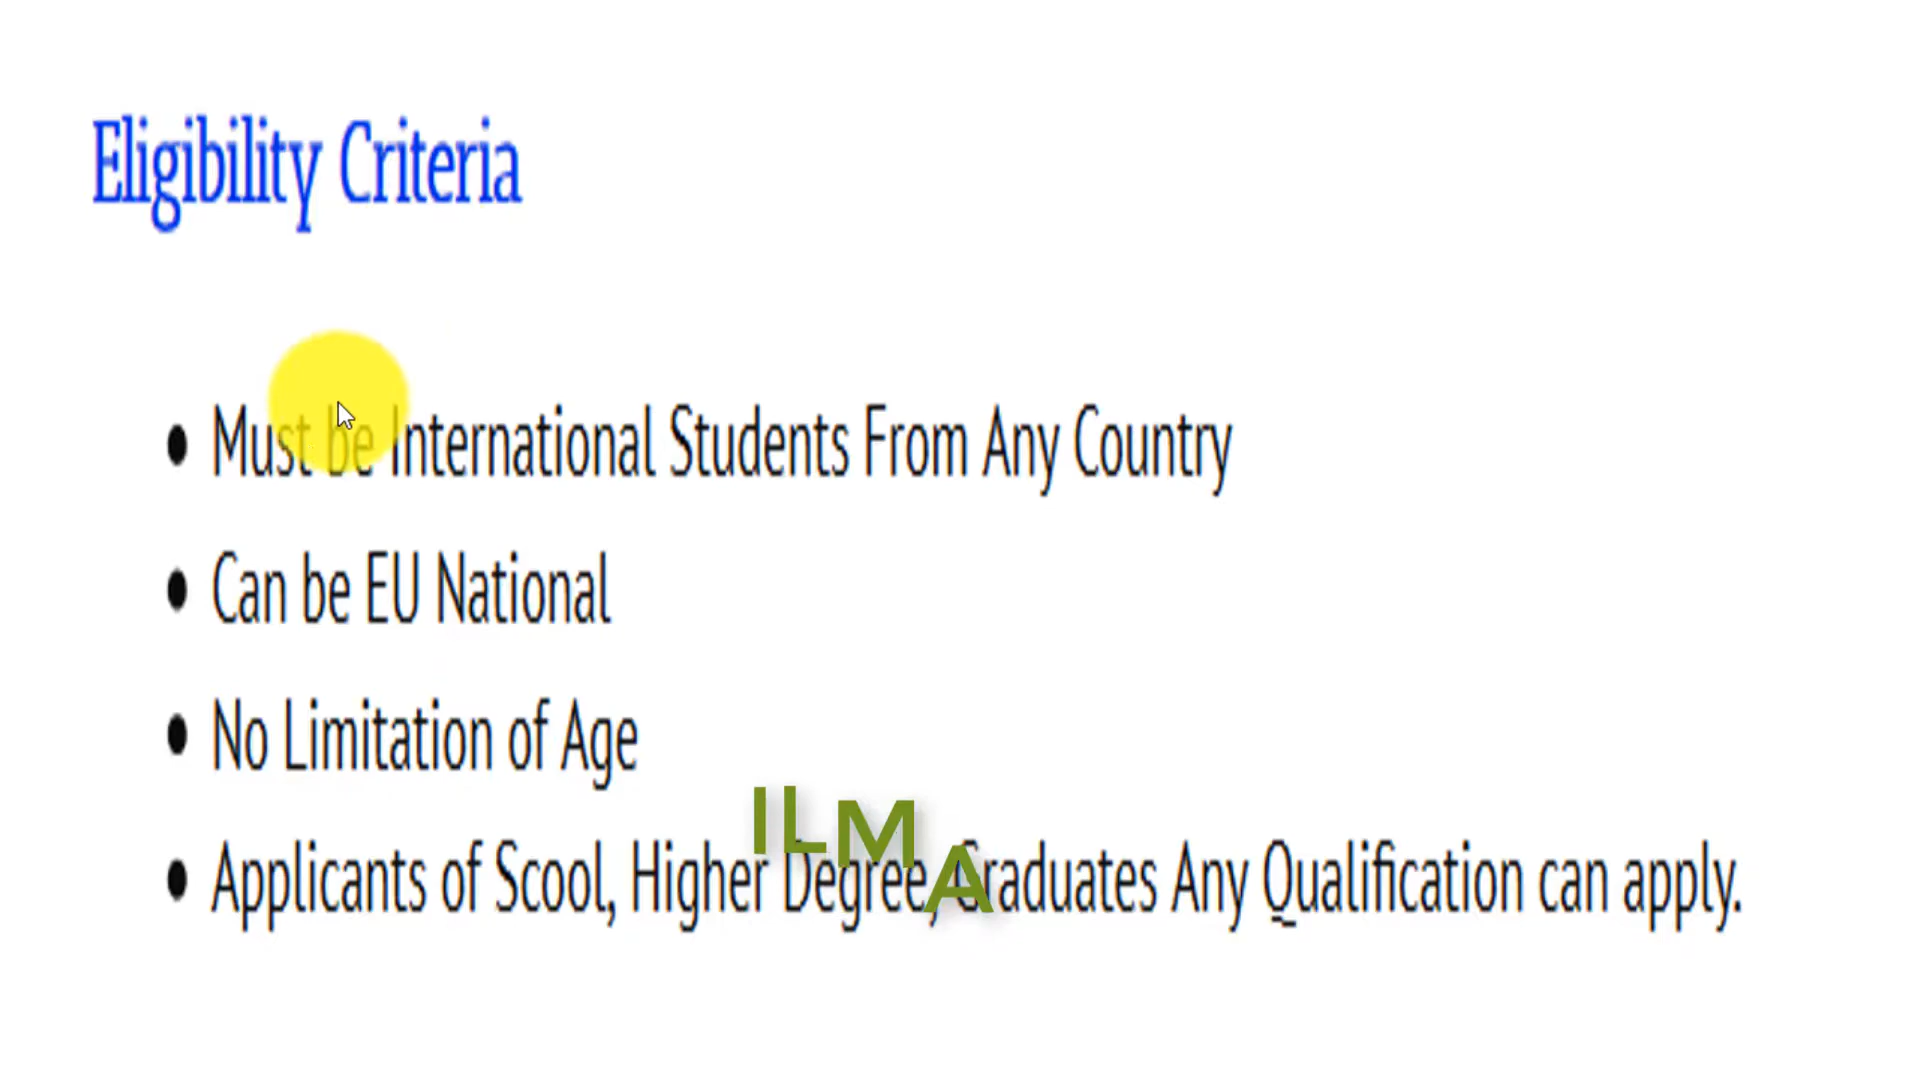 Eligibility Criteria
Must be International Students From Any Country
Can be EU National
No Limitation of Age
ILMA
Applicants of Scool, Higher Degree, Graduates Any Qualification can apply.